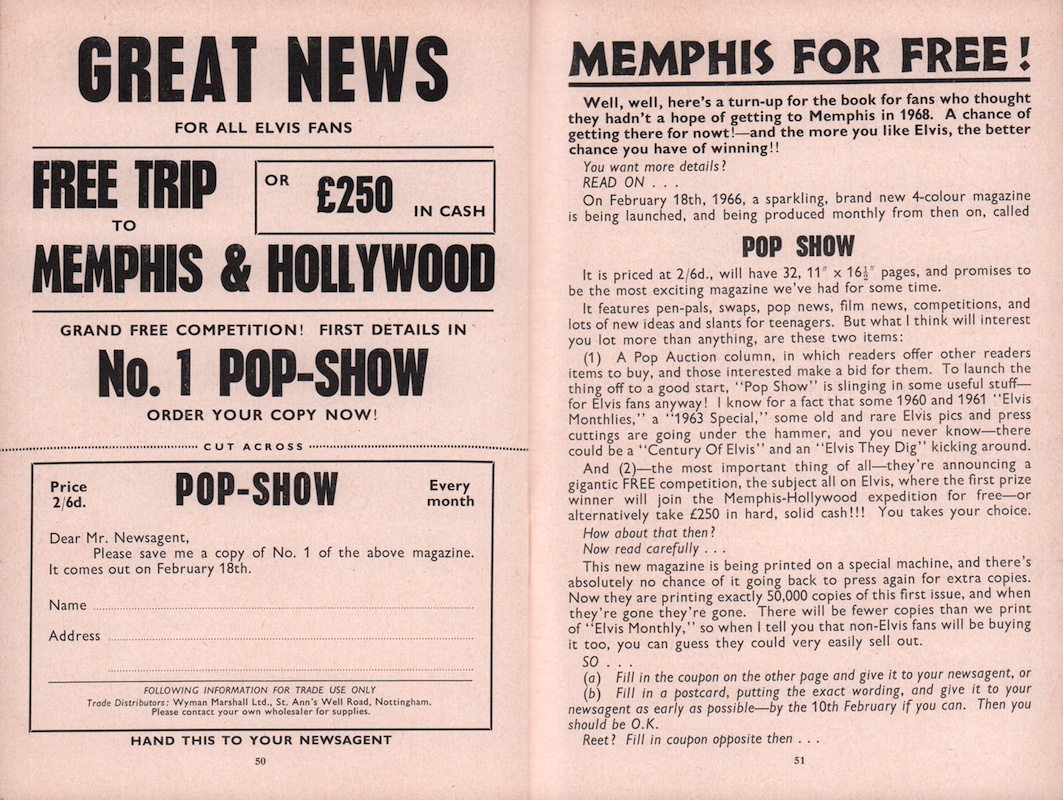 GREAT NEWS
FOR ALL ELVIS FANS
FREE TRIP
TO
OR £250 IN CASH
MEMPHIS & HOLLYWOOD
GRAND FREE COMPETITION! FIRST DETAILS IN
No. 1 POP-SHOW
ORDER YOUR COPY NOW!
CUT ACROSS
Price
2/6d.
POP-SHOW
Every
month
Dear Mr. Newsagent,
Please save me a copy of No. 1 of the above magazine.
It comes out on February 18th.
Name
Address
FOLLOWING INFORMATION FOR TRADE USE ONLY
Trade Distributors: Wyman Marshall Ltd., St. Ann's Well Road, Nottingham.
Please contact your own wholesaler for supplies.
HAND THIS TO YOUR NEWSAGENT
50
MEMPHIS FOR FREE!
Well, well, here's a turn-up for the book for fans who thought
they hadn't a hope of getting to Memphis in 1968. A chance of
getting there for nowt!—and the more you like Elvis, the better
chance you have of winning!!
You want more details?
READ ON . . .
On February 18th, 1966, a sparkling, brand new 4-colour magazine
is being launched, and being produced monthly from then on, called
POP SHOW
It is priced at 2/6d., will have 32, 11″ x 16½″ pages, and promises to
be the most exciting magazine we've had for some time.
It features pen-pals, swaps, pop news, film news, competitions, and
lots of new ideas and slants for teenagers. But what I think will interest
you lot more than anything, are these two items:
(1) A Pop Auction column, in which readers offer other readers
items to buy, and those interested make a bid for them. To launch the
thing off to a good start, "Pop Show" is slinging in some useful stuff—
for Elvis fans anyway! I know for a fact that some 1960 and 1961 "Elvis
Monthlies," a "1963 Special," some old and rare Elvis pics and press
cuttings are going under the hammer, and you never know—there
could be a "Century Of Elvis" and an "Elvis They Dig" kicking around.
And (2)—the most important thing of all—they're announcing a
gigantic FREE competition, the subject all on Elvis, where the first prize
winner will join the Memphis-Hollywood expedition for free—or
alternatively take £250 in hard, solid cash!!! You takes your choice.
How about that then?
Now read carefully . . .
This new magazine is being printed on a special machine, and there's
absolutely no chance of it going back to press again for extra copies.
Now they are printing exactly 50,000 copies of this first issue, and when
they're gone they're gone. There will be fewer copies than we print
of "Elvis Monthly," so when I tell you that non-Elvis fans will be buying
it too, you can guess they could very easily sell out.
SO . . .
(a) Fill in the coupon on the other page and give it to your newsagent, or
(b) Fill in a postcard, putting the exact wording, and give it to your
newsagent as early as possible—by the 10th February if you can. Then you
should be O.K.
Reet? Fill in coupon opposite then . . .
51